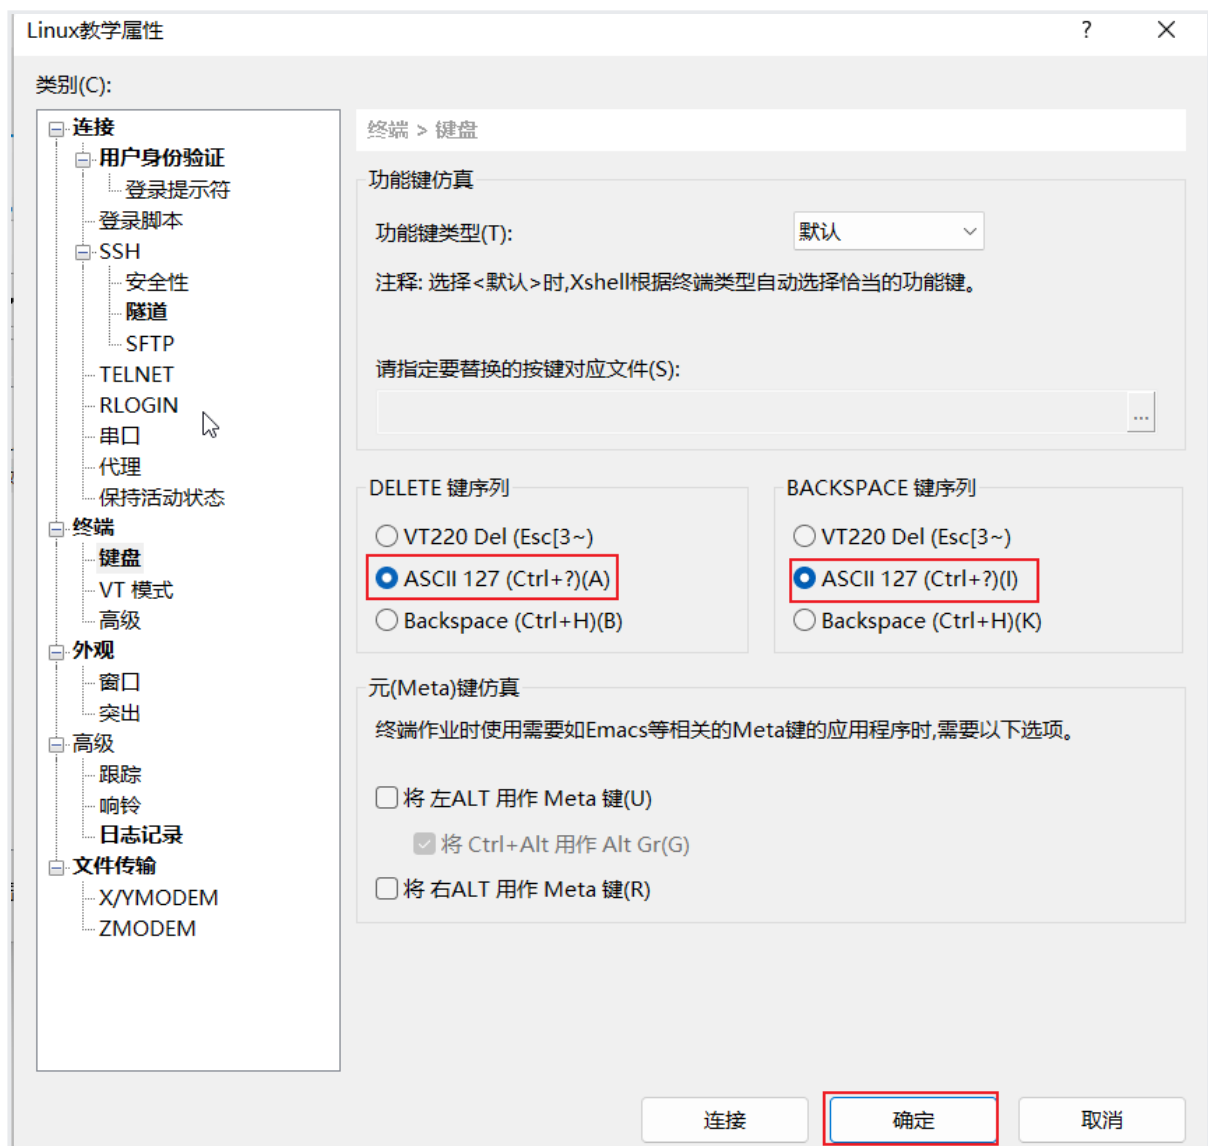 Linux教学属性
?
类别(C):
连接
用户身份验证
登录提示符
登录脚本
SSH
安全性
隧道
SFTP
TELNET
RLOGIN
串口
代理
保持活动状态
终端
键盘
VT 模式
高级
外观
窗口
突出
高级
跟踪
响铃
日志记录
文件传输
X/YMODEM
ZMODEM
终端 > 键盘
功能键仿真
功能键类型(T):
默认
注释: 选择<默认>时,Xshell根据终端类型自动选择恰当的功能键。
请指定要替换的按键对应文件(S):
...
DELETE 键序列
VT220 Del (Esc[3~)
ASCII 127 (Ctrl+?)(A)
Backspace (Ctrl+H)(B)
BACKSPACE 键序列
VT220 Del (Esc[3~)
ASCII 127 (Ctrl+?)(I)
Backspace (Ctrl+H)(K)
元(Meta)键仿真
终端作业时使用需要如Emacs等相关的Meta键的应用程序时,需要以下选项。
将 左ALT 用作 Meta 键(U)
将 Ctrl+Alt 用作 Alt Gr(G)
将 右ALT 用作 Meta 键(R)
连接
确定
取消